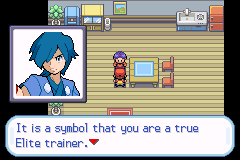 It is a symbol that you are a true
Elite trainer.